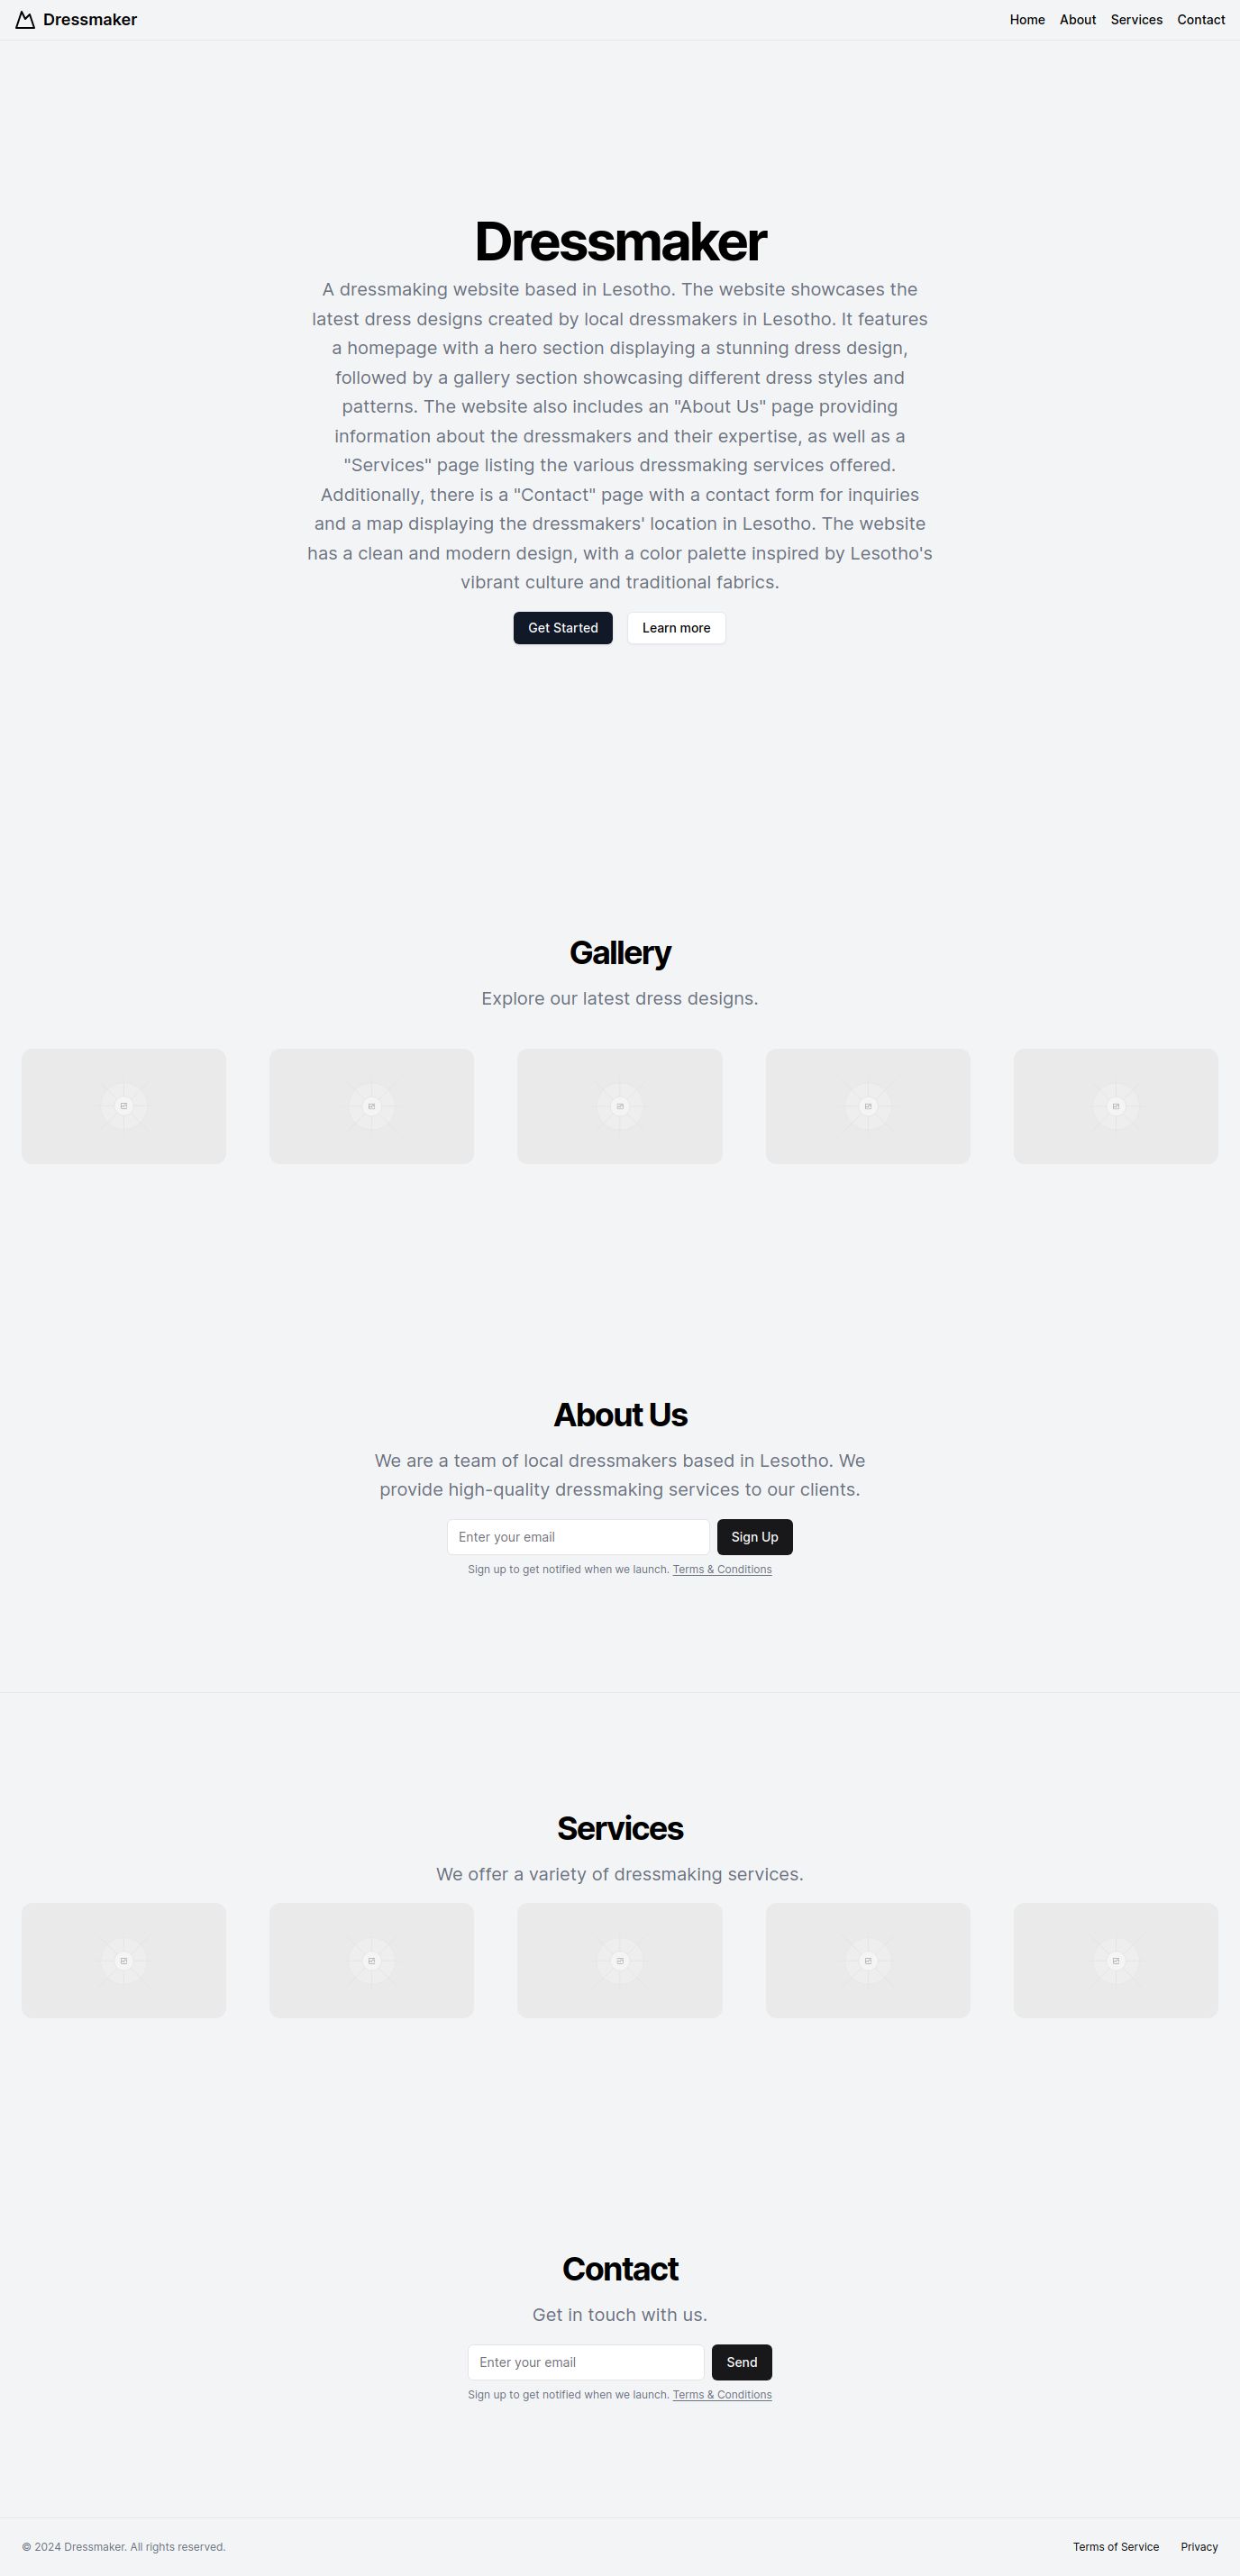 Dressmaker
Home About Services Contact
Dressmaker
A dressmaking website based in Lesotho. The website showcases the
latest dress designs created by local dressmakers in Lesotho. It features
a homepage with a hero section displaying a stunning dress design,
followed by a gallery section showcasing different dress styles and
patterns. The website also includes an "About Us" page providing
information about the dressmakers and their expertise, as well as a
"Services" page listing the various dressmaking services offered.
Additionally, there is a "Contact" page with a contact form for inquiries
and a map displaying the dressmakers' location in Lesotho. The website
has a clean and modern design, with a color palette inspired by Lesotho's
vibrant culture and traditional fabrics.
Get Started Learn more
Gallery
Explore our latest dress designs.
About Us
We are a team of local dressmakers based in Lesotho. We
provide high-quality dressmaking services to our clients.
Enter your email Sign Up
Sign up to get notified when we launch. Terms & Conditions
Services
We offer a variety of dressmaking services.
Contact
Get in touch with us.
Enter your email Send
Sign up to get notified when we launch. Terms & Conditions
© 2024 Dressmaker. All rights reserved. Terms of Service Privacy